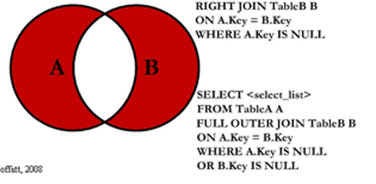 RIGHT JOIN TableB B
ON A.Key = B.Key
WHERE A.Key IS NULL
A
B
SELECT <select_list>
FROM TableA A
FULL OUTER JOIN TableB B
ON A.Key = B.Key
WHERE A.Key IS NULL
OR B.Key IS NULL
offatt, 2008